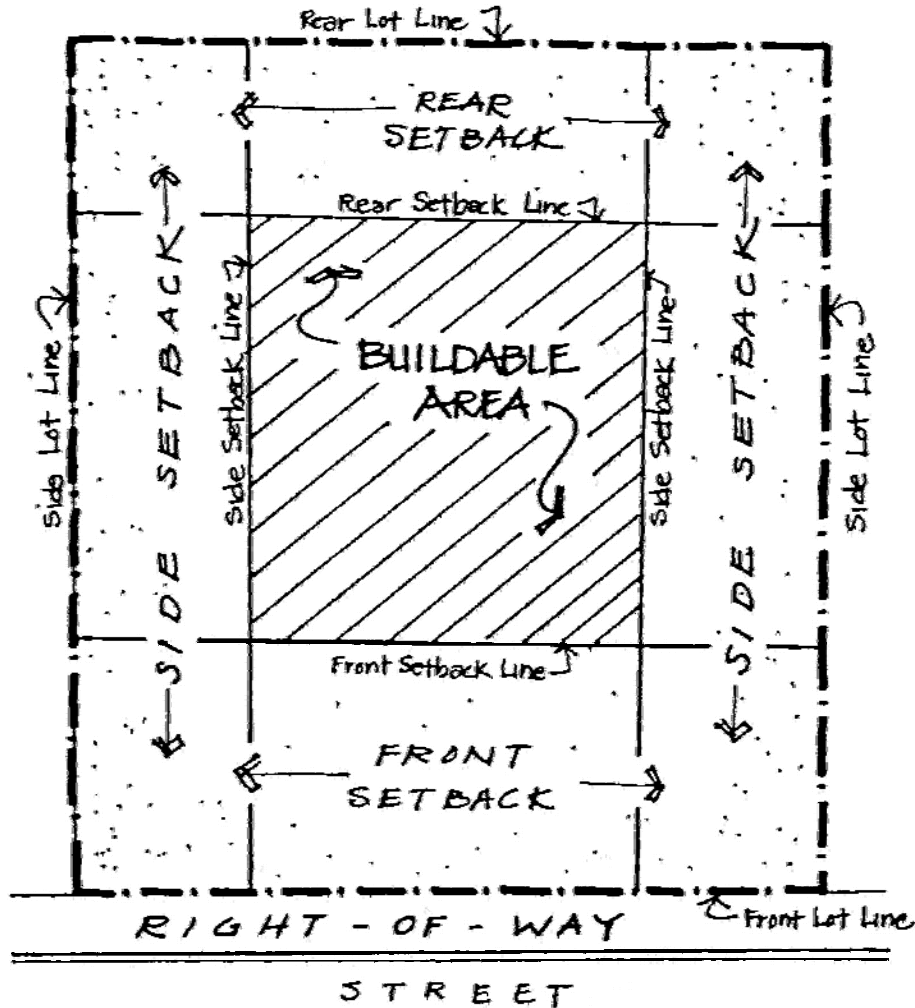 Rear Lot Line
REAR
SETBACK
Rear Setback Line
Side Lot Line
SIDE SETBACK
Side Setback Line
BUILDABLE
AREA
Side Setback Line
SIDE SETBACK
Side Lot Line
Front Setback Line
FRONT
SETBACK
Front Lot Line
RIGHT-OF-WAY
STREET